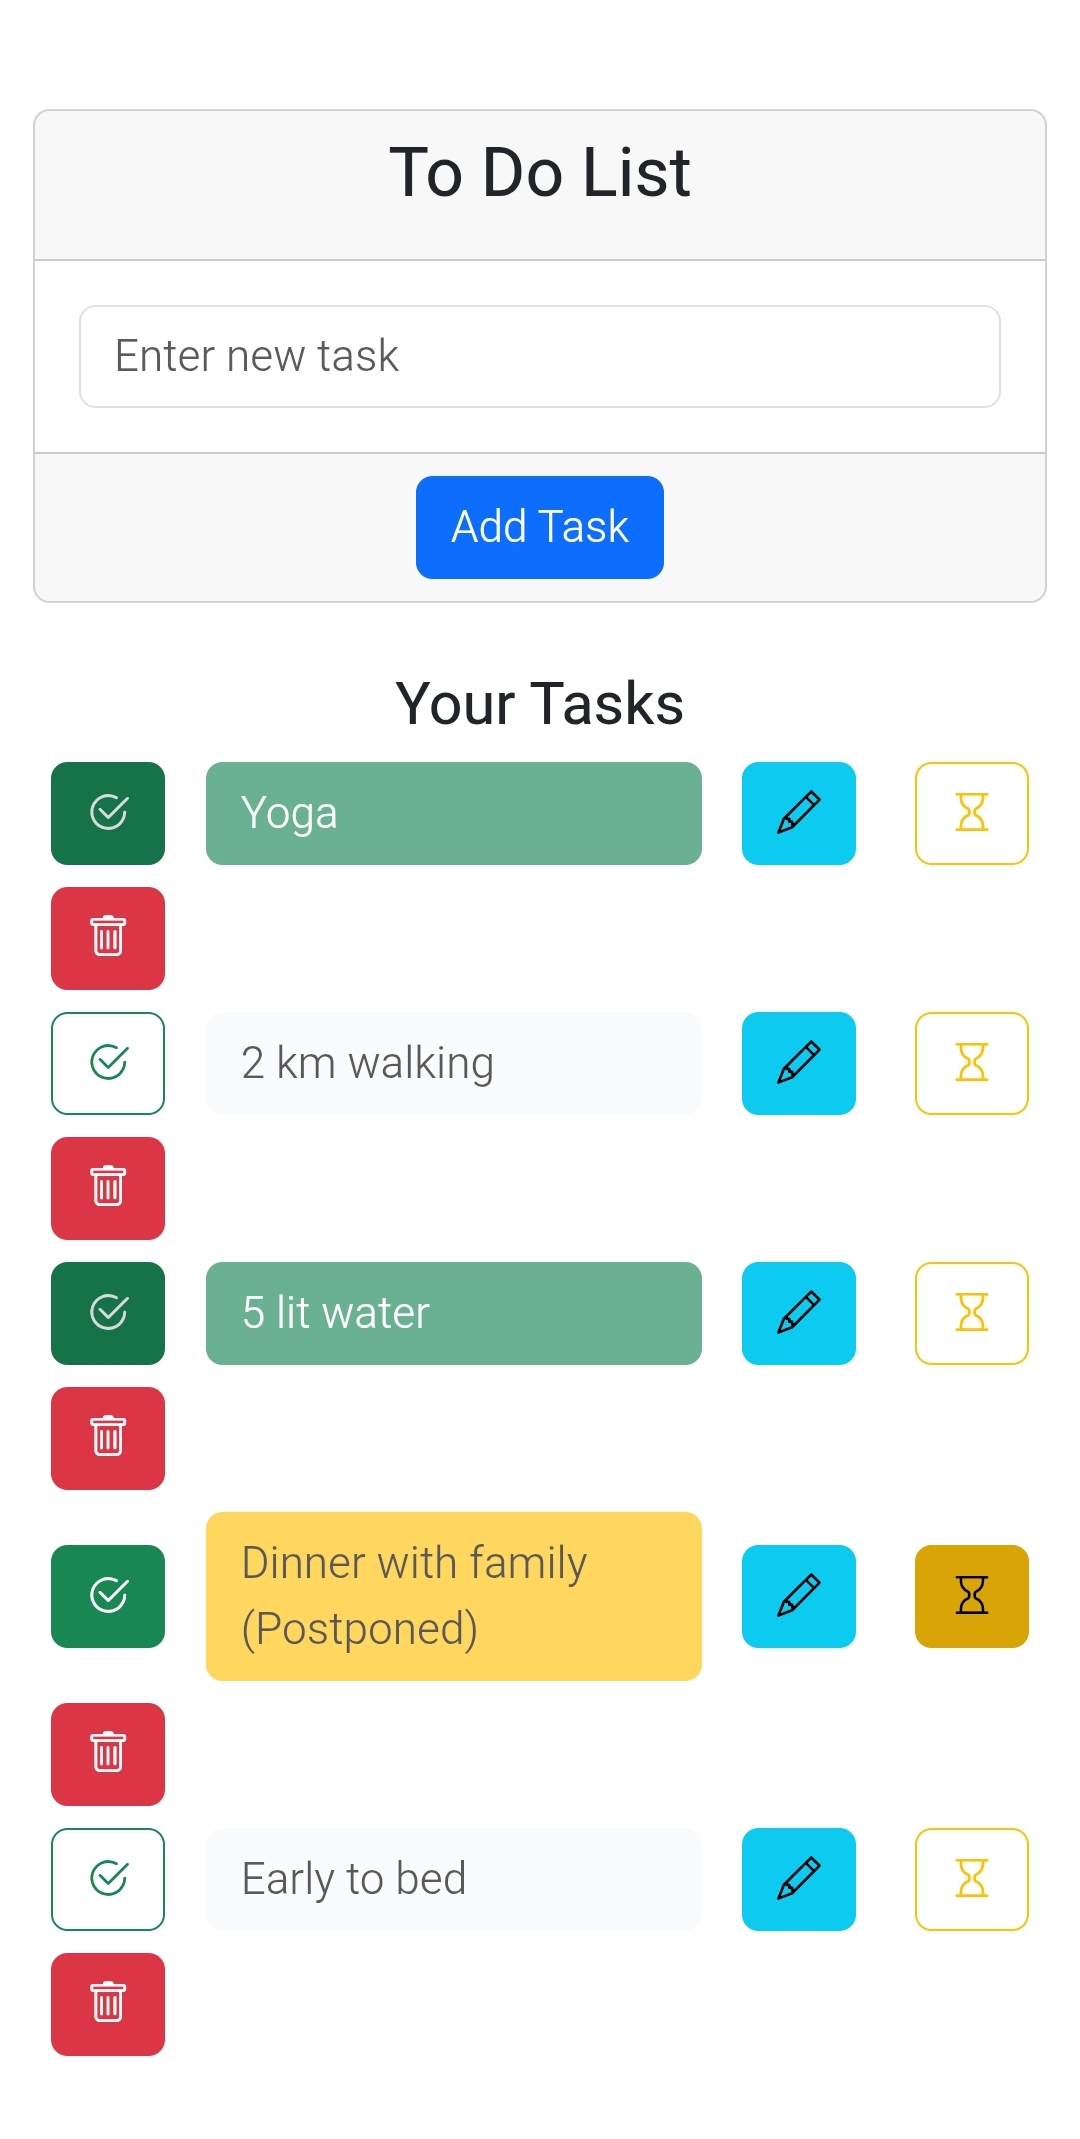 To Do List
Enter new task
Add Task
Your Tasks
Yoga
2 km walking
5 lit water
Dinner with family
(Postponed)
Early to bed